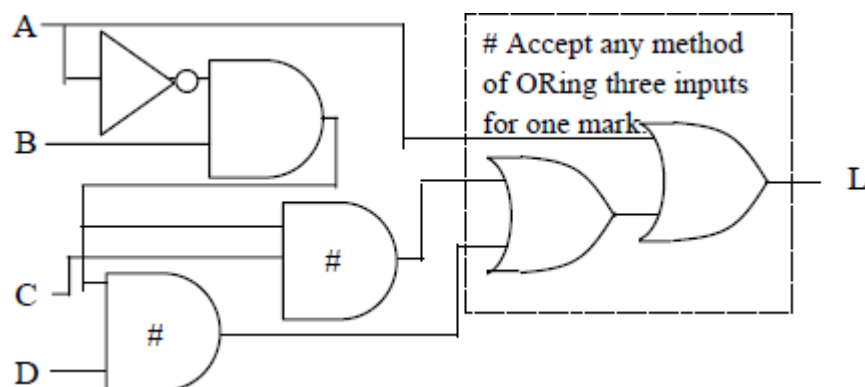 A
# Accept any method
of ORing three inputs
for one mark.
B
L
#
C
#
D